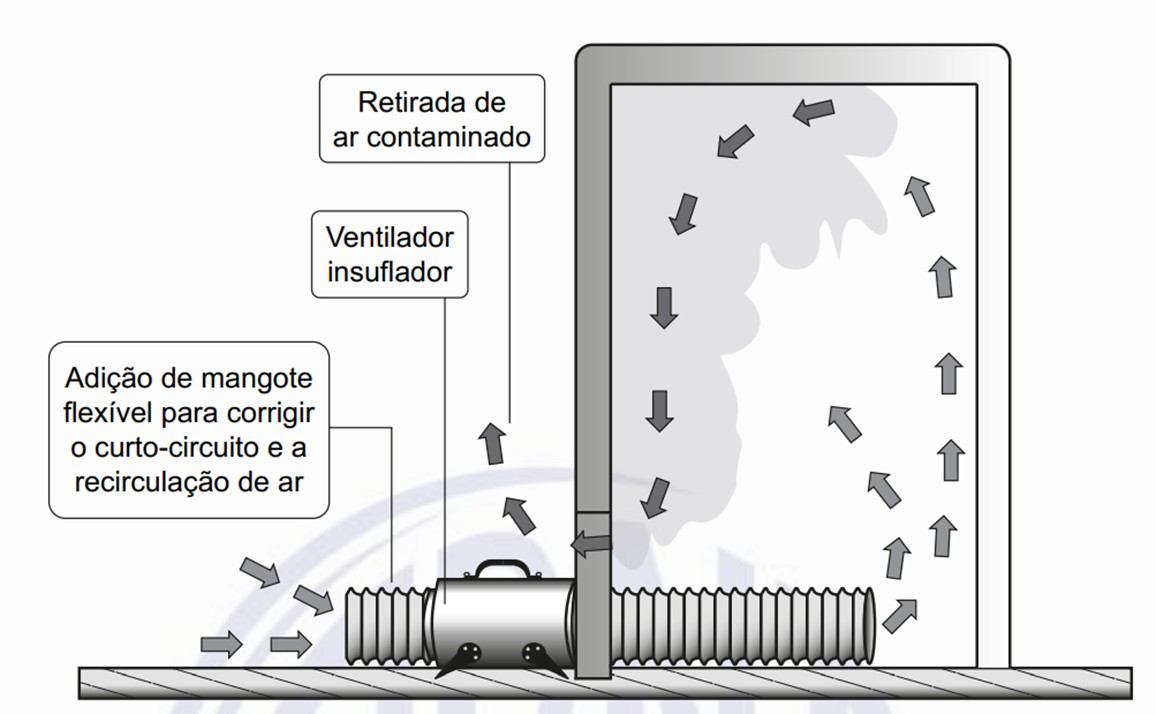 Retirada de
ar contaminado
Ventilador
insuflador
Adição de mangote
flexível para corrigir
o curto-circuito e a
recirculação de ar